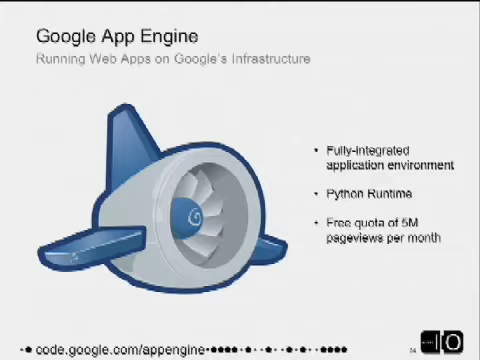 Google App Engine
Running Web Apps on Google's Infrastructure
• Fully-Integrated
application environment
• Python Runtime
• Free quota of 5M
pageviews per month
code.google.com/appengine
IO